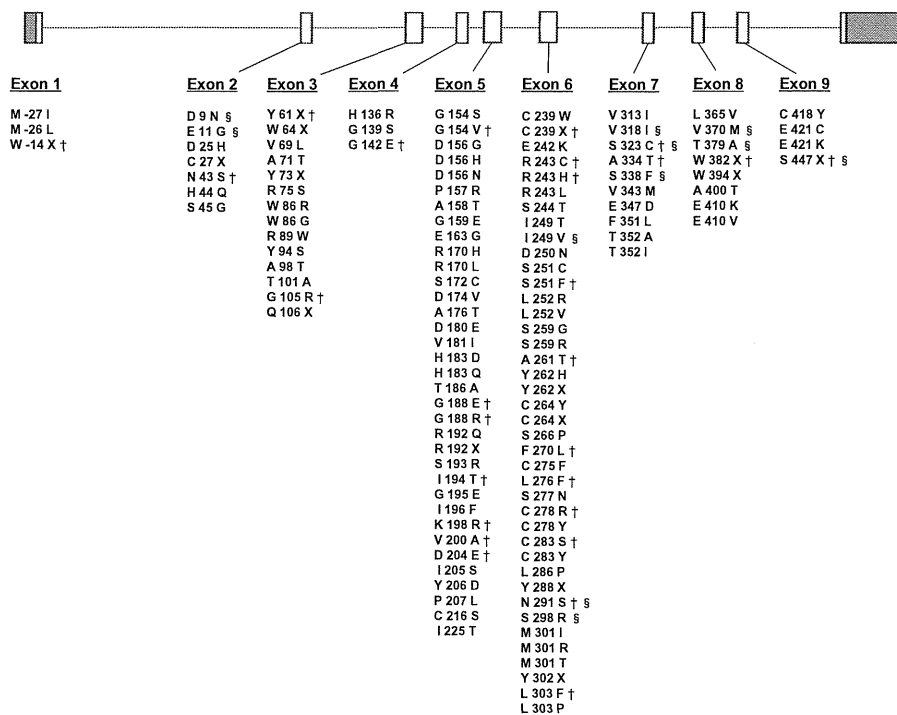 Exon 1
M -27 I
M -26 L
W -14 X †
Exon 2
D 9 N §
E 11 G §
D 25 H
C 27 X
N 43 S †
H 44 Q
S 45 G
Exon 3
Y 61 X †
W 64 X
V 69 L
A 71 T
Y 73 X
R 75 S
W 86 R
W 86 G
R 89 W
Y 94 S
A 98 T
T 101 A
G 105 R †
Q 106 X
Exon 4
H 136 R
G 139 S
G 142 E †
Exon 5
G 154 S
G 154 V †
D 156 G
D 156 H
D 156 N
P 157 R
A 158 T
G 159 E
E 163 G
R 170 H
R 170 L
S 172 C
D 174 V
A 176 T
D 180 E
V 181 I
H 183 D
H 183 Q
T 186 A
G 188 E †
G 188 R †
R 192 Q
R 192 X
S 193 R
I 194 T †
G 195 E
I 196 F
K 198 R †
V 200 A †
D 204 E †
I 205 S
Y 206 D
P 207 L
C 216 S
I 225 T
Exon 6
C 239 W
C 239 X †
E 242 K
R 243 C †
R 243 H †
R 243 L
S 244 T
I 249 T
I 249 V §
D 250 N
S 251 C
S 251 F †
L 252 R
L 252 V
S 259 G
S 259 R
A 261 T †
Y 262 H
Y 262 X
C 264 Y
C 264 X
S 266 P
F 270 L †
C 275 F
L 276 F †
S 277 N
C 278 R †
C 278 Y
C 283 S †
C 283 Y
L 286 P
Y 288 X
N 291 S † §
S 298 R §
M 301 I
M 301 R
M 301 T
Y 302 X
L 303 F †
L 303 P
Exon 7
V 313 I
V 318 I §
S 323 C † §
A 334 T †
S 338 F §
V 343 M
E 347 D
F 351 L
T 352 A
T 352 I
Exon 8
L 365 V
V 370 M §
T 379 A §
W 382 X †
W 394 X
A 400 T
E 410 K
E 410 V
Exon 9
C 418 Y
E 421 C
E 421 K
S 447 X † §